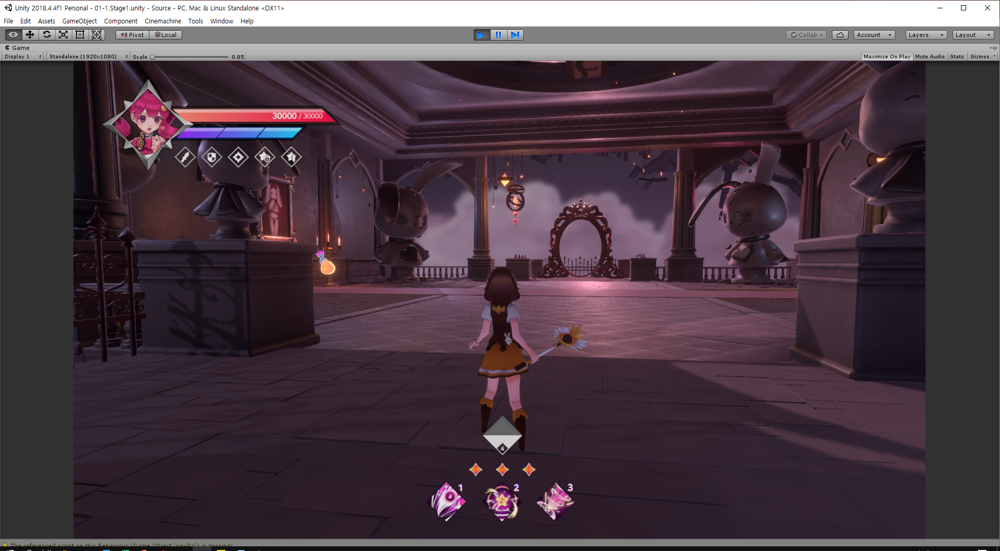 Unity 2018.4.4f1 Personal - 01-1.Stage1.unity - Source - PC, Mac & Linux Standalone <DX11>
File Edit Assets GameObject Component Cinemachine Tools Window Help
Pivot Local Collab Account Layers Layout
Game
Display 1 Standalone (1920x1080) Scale 0.85: Maximize On Play Mute Audio Stats Gizmos
30000 / 30000
4
1 2 3
The referenced script on this Behaviour (Game Object '<null>') is missing!